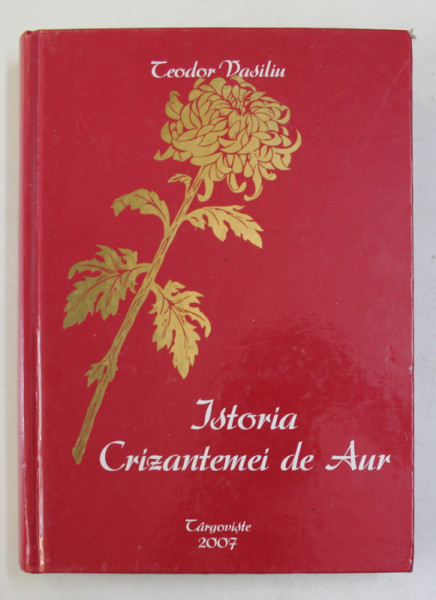 Teodor Vasiliu
Istoria
Crizantemei de Aur
Târgoviște
2007